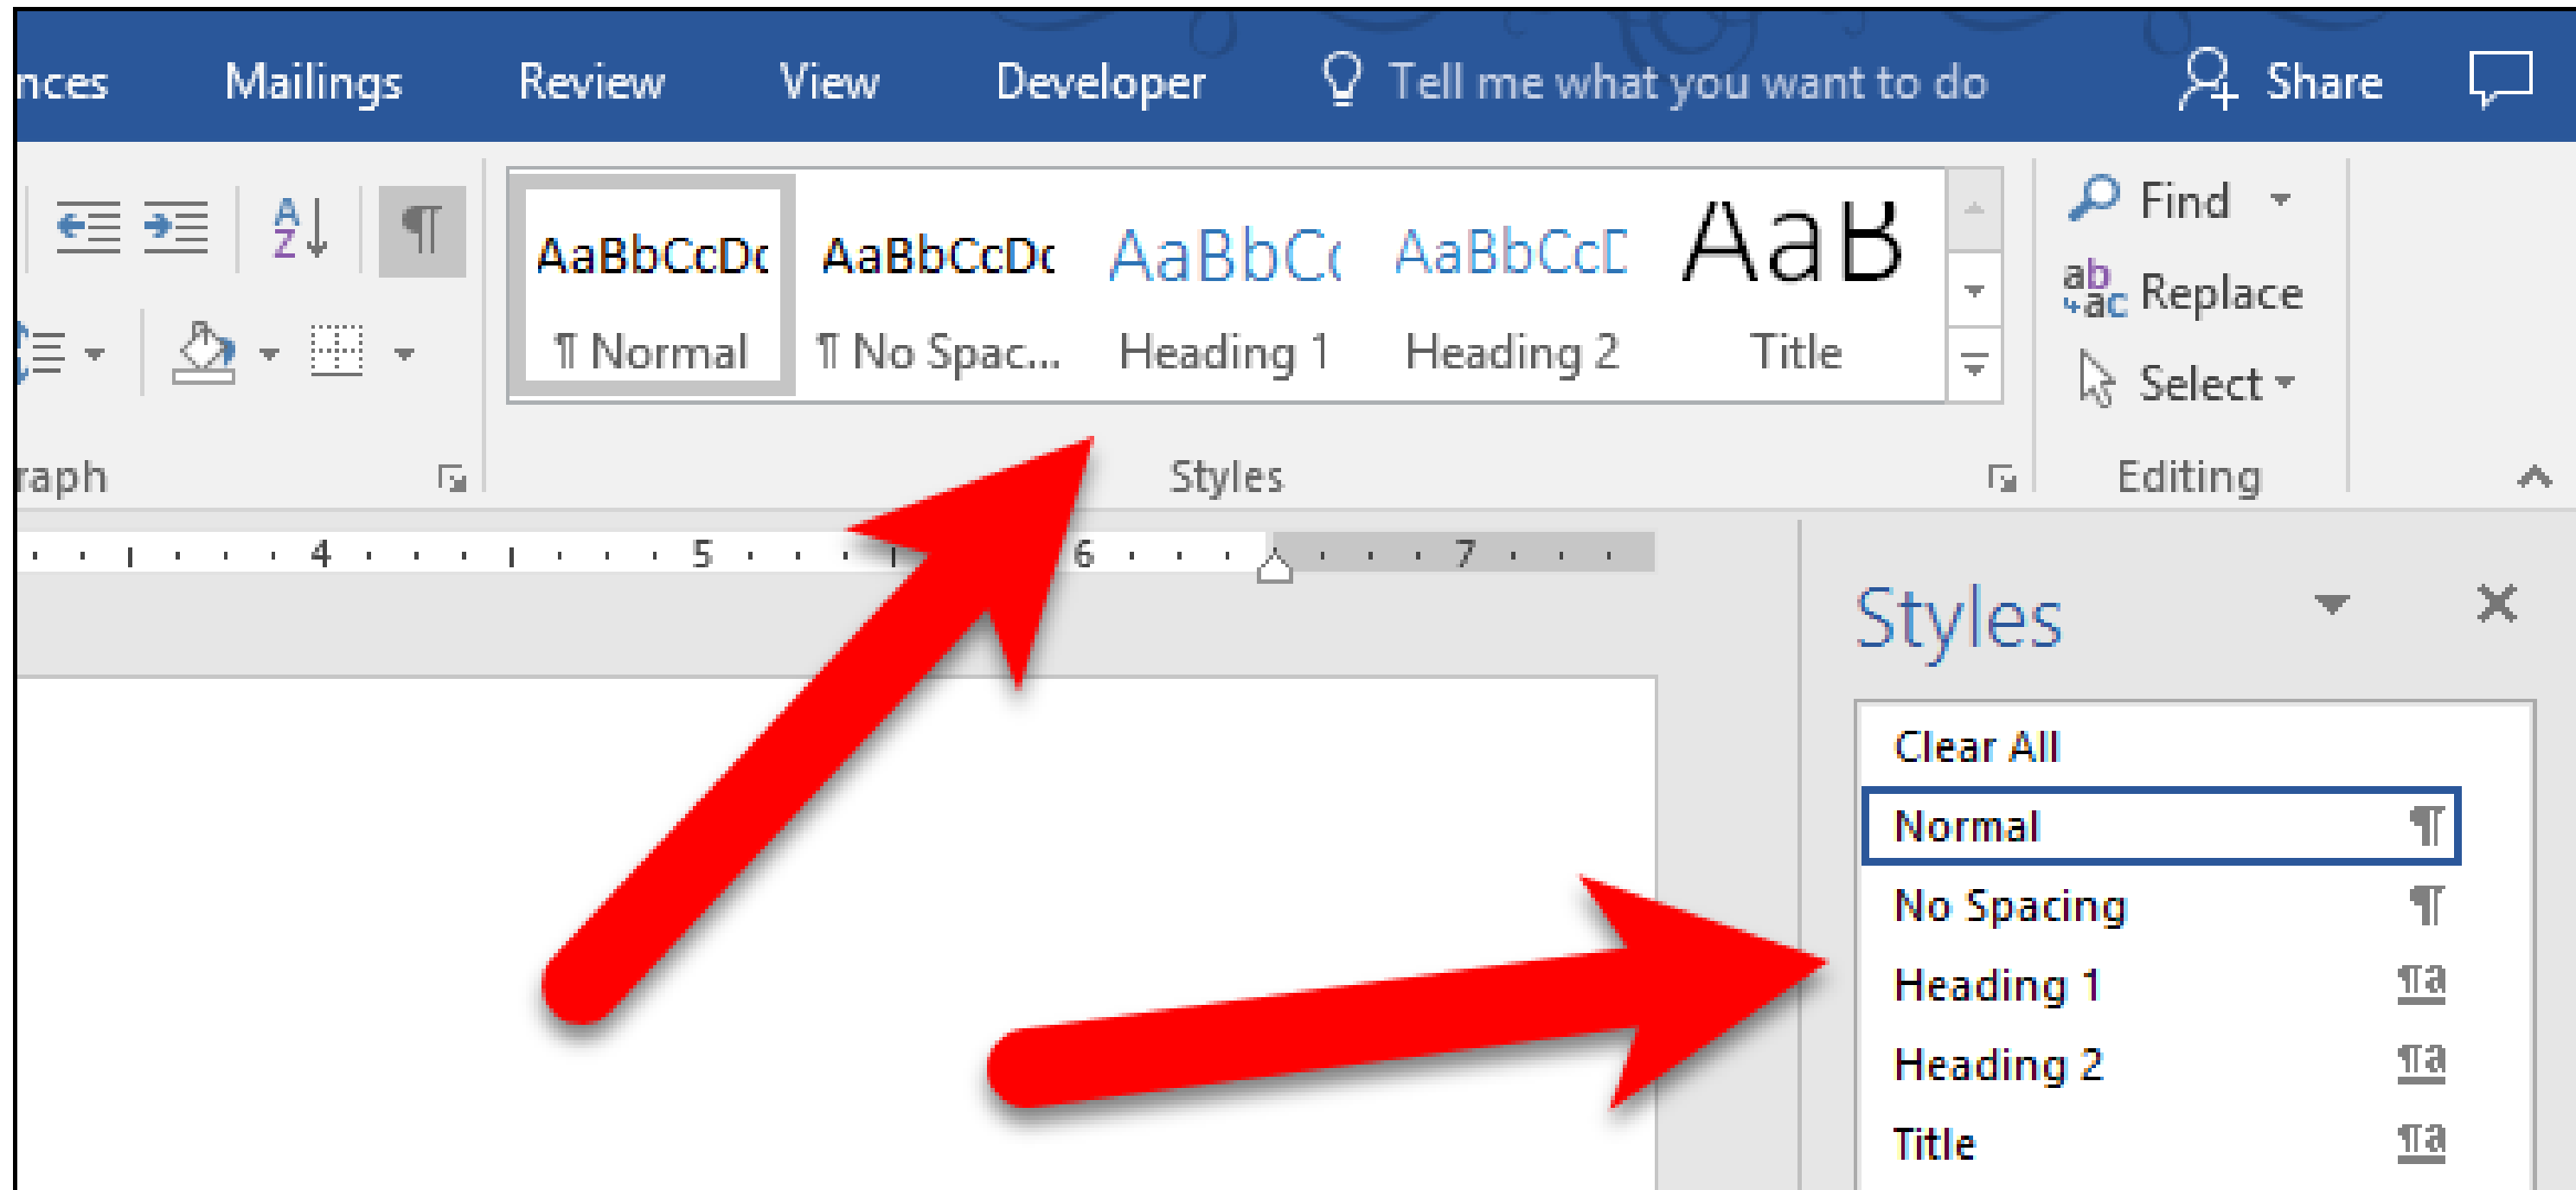 nces Mailings Review View Developer Tell me what you want to do Share
AaBbCcDc AaBbCcDc AaBbCc AaBbCcD AaB
¶ Normal ¶ No Spac... Heading 1 Heading 2 Title
Find
Replace
Select
raph Styles Editing
4 5 6 7
Styles
Clear All
Normal ¶
No Spacing ¶
Heading 1 ¶a
Heading 2 ¶a
Title ¶a